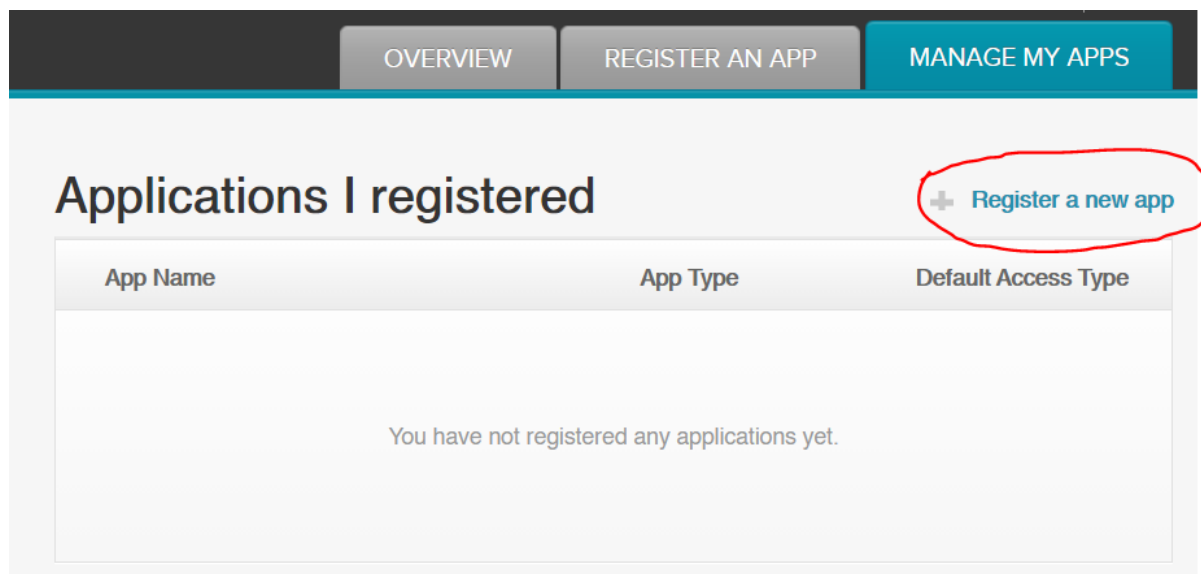 OVERVIEW REGISTER AN APP MANAGE MY APPS
Applications I registered Register a new app
App Name App Type Default Access Type
You have not registered any applications yet.